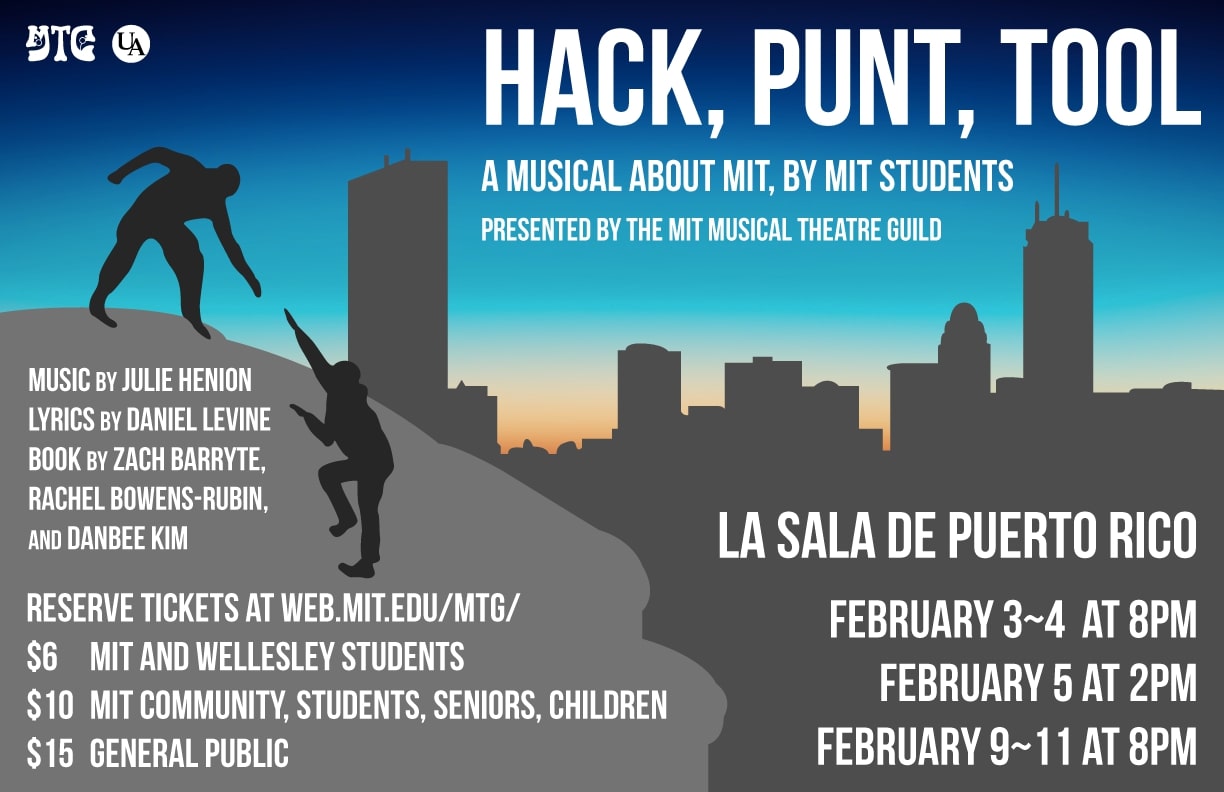 MTG UA
HACK, PUNT, TOOL
A MUSICAL ABOUT MIT, BY MIT STUDENTS
PRESENTED BY THE MIT MUSICAL THEATRE GUILD
MUSIC BY JULIE HENION
LYRICS BY DANIEL LEVINE
BOOK BY ZACH BARRYTE,
RACHEL BOWENS-RUBIN,
AND DANBEE KIM
RESERVE TICKETS AT WEB.MIT.EDU/MTG/
$6 MIT AND WELLESLEY STUDENTS
$10 MIT COMMUNITY, STUDENTS, SENIORS, CHILDREN
$15 GENERAL PUBLIC
LA SALA DE PUERTO RICO
FEBRUARY 3~4 AT 8PM
FEBRUARY 5 AT 2PM
FEBRUARY 9~11 AT 8PM